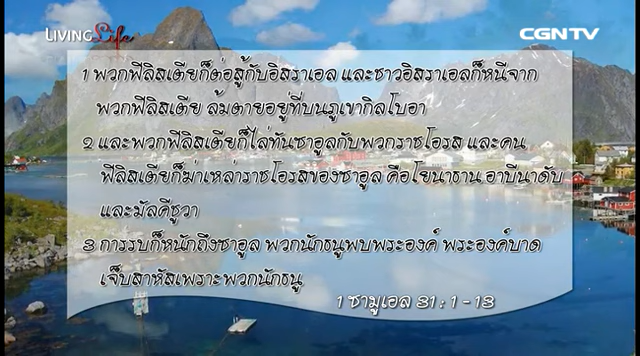 LIVING Life
CGNTV
1 พวกฟีลิสเตียก็ต่อสู้กับอิสราเอล และชาวอิสราเอลก็หนีจาก
พวกฟีลิสเตีย ล้มตายอยู่ที่บนภูเขากิลโบอา
2 และพวกฟีลิสเตียก็ไล่ทันซาอูลกับพวกราชโอรส และคน
ฟีลิสเตียก็ฆ่าเหล่าราชโอรสของซาอูล คือโยนาธาน อาบีนาดับ
และมัลคีชูวา
3 การรบก็หนักถึงซาอูล พวกนักธนูพบพระองค์ พระองค์บาด
เจ็บสาหัสเพราะพวกนักธนู
1 ซามูเอล 31 : 1 - 13